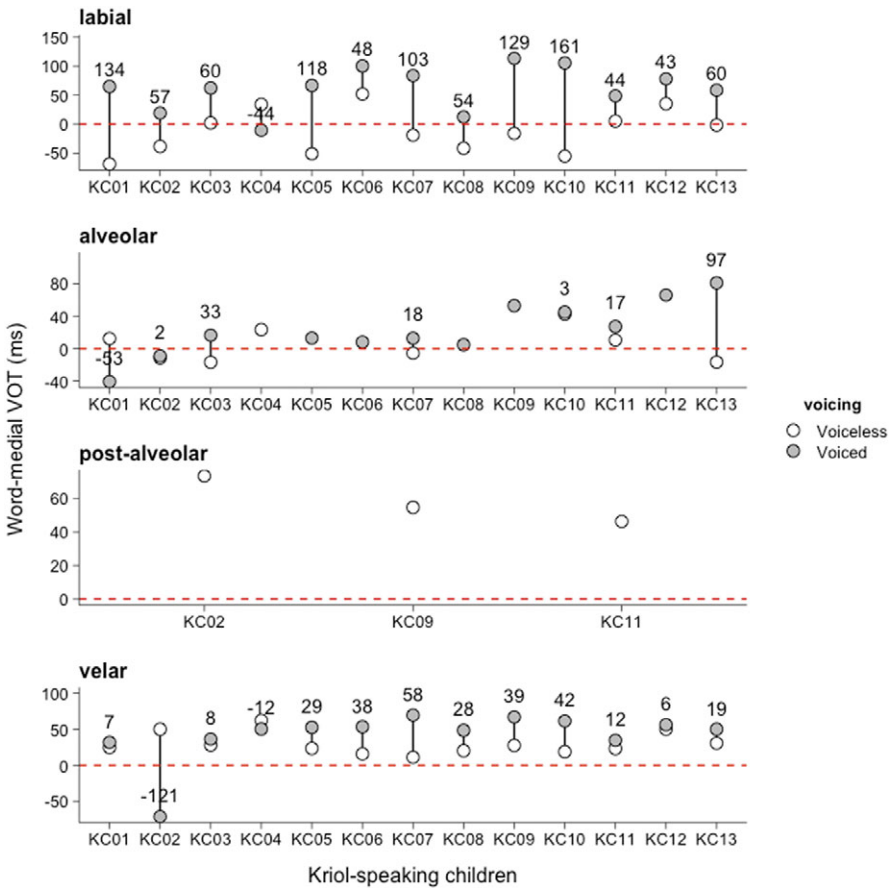 labial
150
100
50
0
-50
134 57 60 -44 118 48 103 54 129 161 44 43 60
KC01 KC02 KC03 KC04 KC05 KC06 KC07 KC08 KC09 KC10 KC11 KC12 KC13
alveolar
80
40
0
-40
-53 2 33 18 3 17 97
KC01 KC02 KC03 KC04 KC05 KC06 KC07 KC08 KC09 KC10 KC11 KC12 KC13
post-alveolar
60
40
20
0
KC02 KC09 KC11
velar
100
50
0
-50
7 -121 8 -12 29 38 58 28 39 42 12 6 19
KC01 KC02 KC03 KC04 KC05 KC06 KC07 KC08 KC09 KC10 KC11 KC12 KC13
Kriol-speaking children
Word-medial VOT (ms)
voicing
Voiceless
Voiced